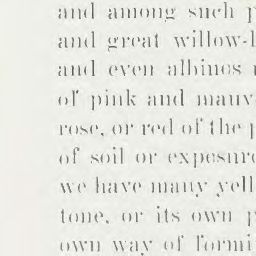 and among such
and great willow-
and even albinos
of pink and mauv
rose, or red of the
of soil or exposure
we have many yell
tone, or its own
own way of formi